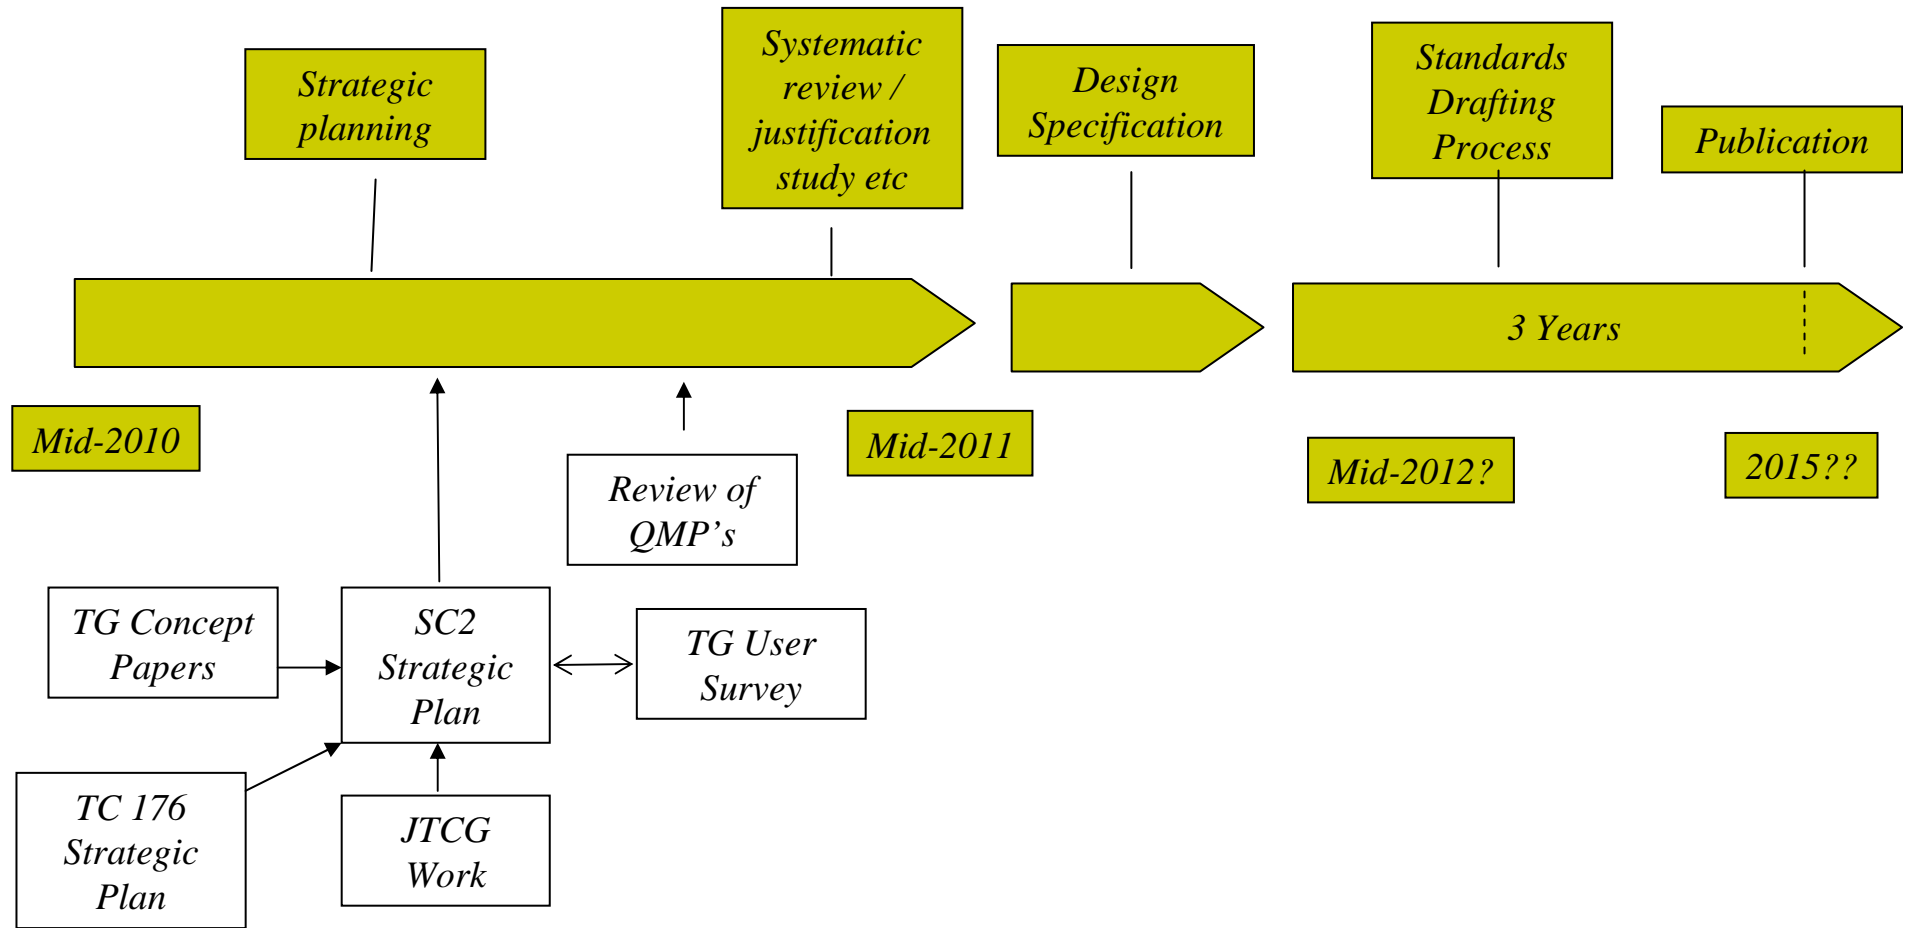 Strategic
planning
Systematic
review /
justification
study etc
Design
Specification
Standards
Drafting
Process
Publication
3 Years
Mid-2010
Mid-2011
Mid-2012?
2015??
Review of
QMP’s
TG Concept
Papers
SC2
Strategic
Plan
TG User
Survey
TC 176
Strategic
Plan
JTCG
Work